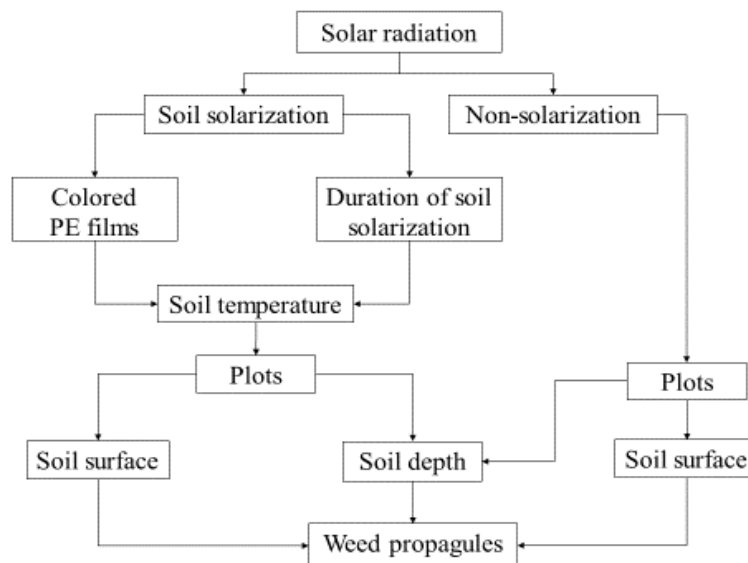 Solar radiation
Soil solarization
Non-solarization
Colored
PE films
Duration of soil
solarization
Soil temperature
Plots
Plots
Soil surface
Soil depth
Soil surface
Weed propagules